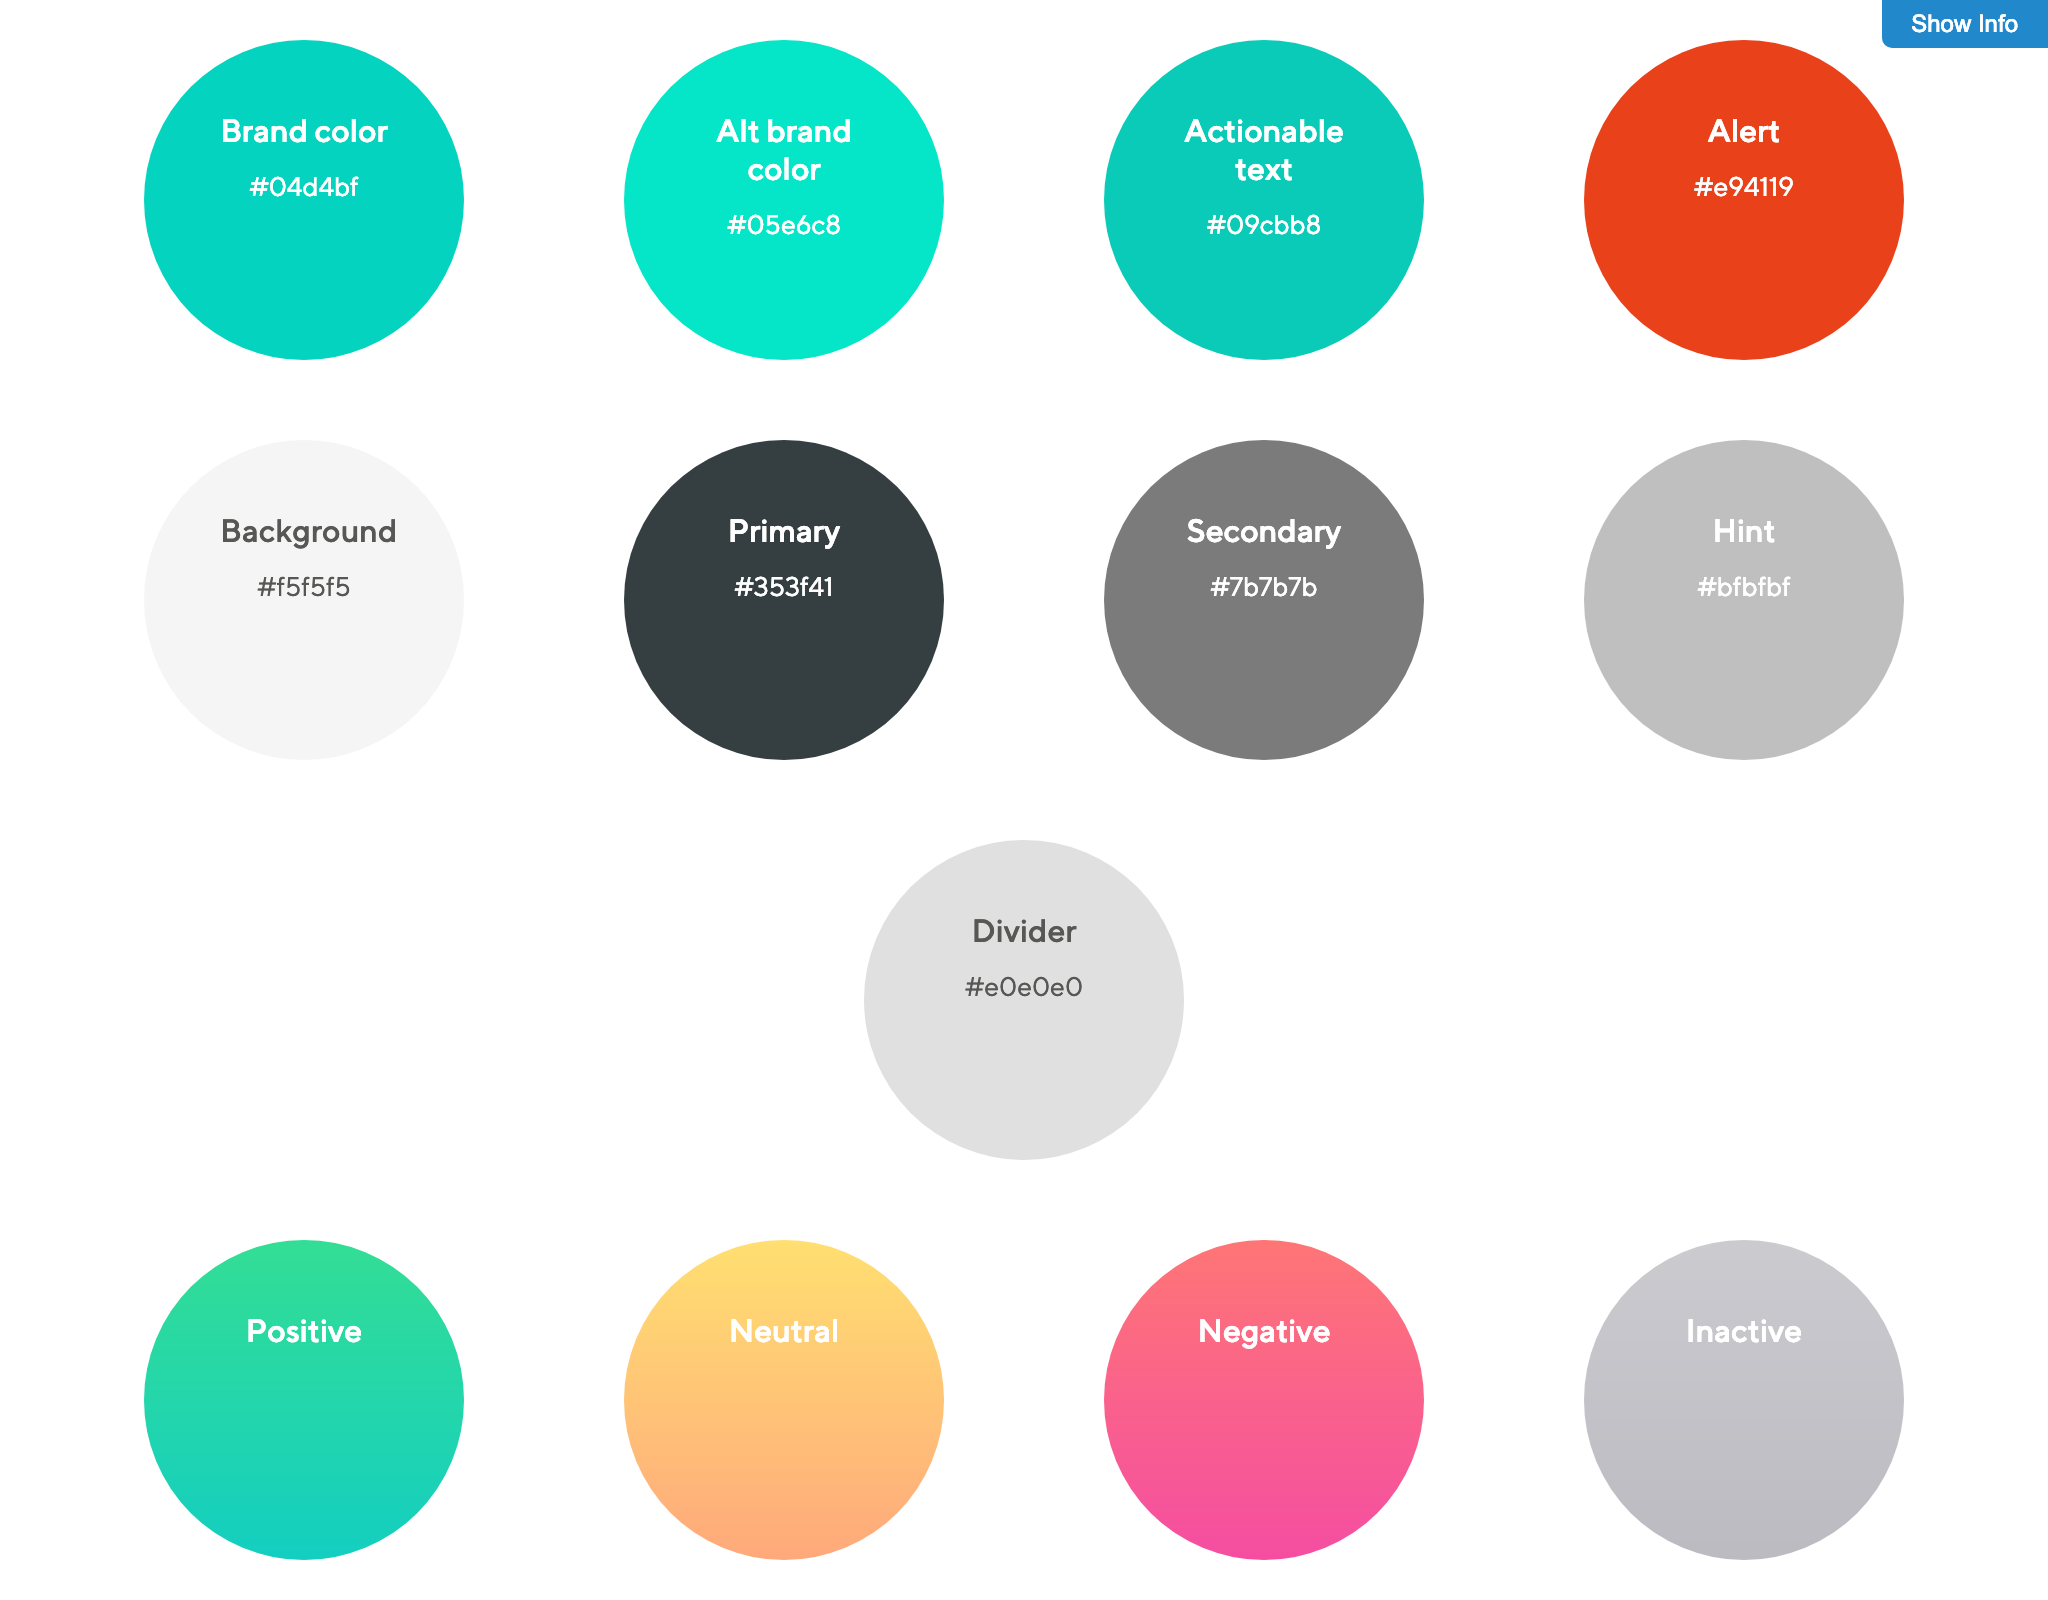 Show Info
Brand color
#04d4bf
Alt brand
color
#05e6c8
Actionable
text
#09cbb8
Alert
#e94119
Background
#f5f5f5
Primary
#353f41
Secondary
#7b7b7b
Hint
#bfbfbf
Divider
#e0e0e0
Positive
Neutral
Negative
Inactive